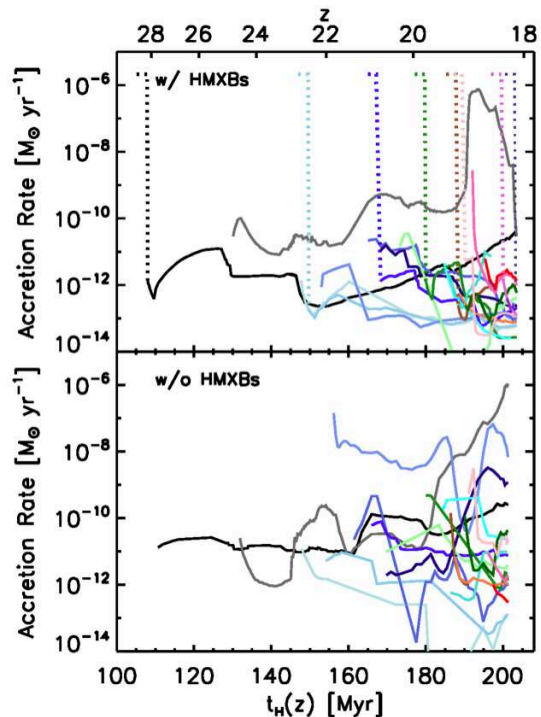 z
28 26 24 22 20 19 18
w/ HMXBs
Accretion Rate [M⊙ yr⁻¹]
10⁻⁶
10⁻⁸
10⁻¹⁰
10⁻¹²
10⁻¹⁴
w/o HMXBs
Accretion Rate [M⊙ yr⁻¹]
10⁻⁶
10⁻⁸
10⁻¹⁰
10⁻¹²
10⁻¹⁴
100 120 140 160 180 200
t_H(z) [Myr]